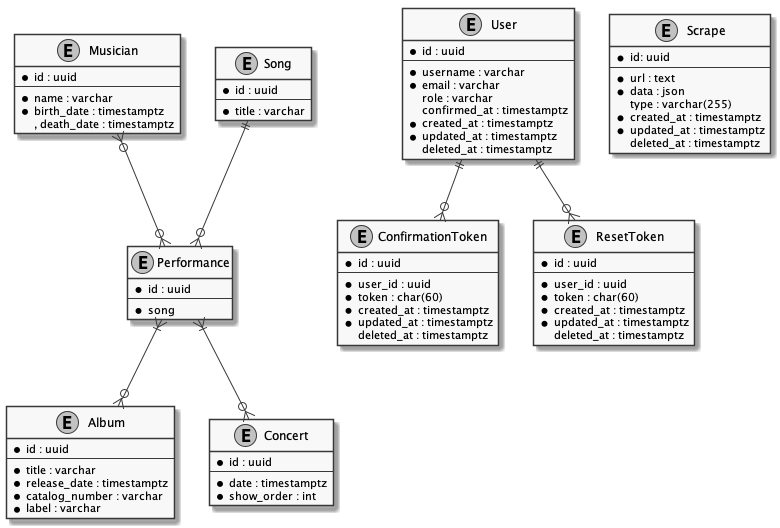 E Musician
id : uuid
name : varchar
birth_date : timestamptz
, death_date : timestamptz
E Song
id : uuid
title : varchar
E User
id : uuid
username : varchar
email : varchar
role : varchar
confirmed_at : timestamptz
created_at : timestamptz
updated_at : timestamptz
deleted_at : timestamptz
E Scrape
id: uuid
url : text
data : json
type : varchar(255)
created_at : timestamptz
updated_at : timestamptz
deleted_at : timestamptz
E Performance
id : uuid
song
E ConfirmationToken
id : uuid
user_id : uuid
token : char(60)
created_at : timestamptz
updated_at : timestamptz
deleted_at : timestamptz
E ResetToken
id : uuid
user_id : uuid
token : char(60)
created_at : timestamptz
updated_at : timestamptz
deleted_at : timestamptz
E Album
id : uuid
title : varchar
release_date : timestamptz
catalog_number : varchar
label : varchar
E Concert
id : uuid
date : timestamptz
show_order : int